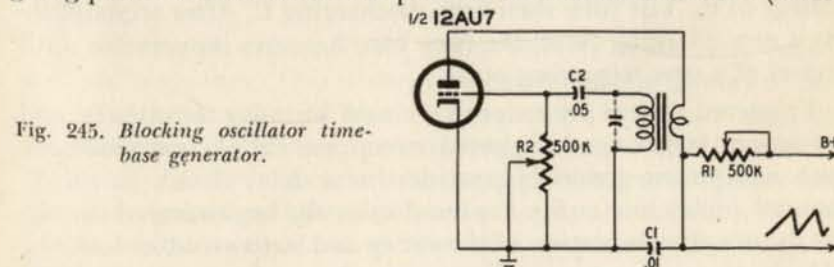 1/2 12AU7
C2
.05
Fig. 245. Blocking oscillator time-
base generator.
R2
500K
B+
R1 500K
C1
.01